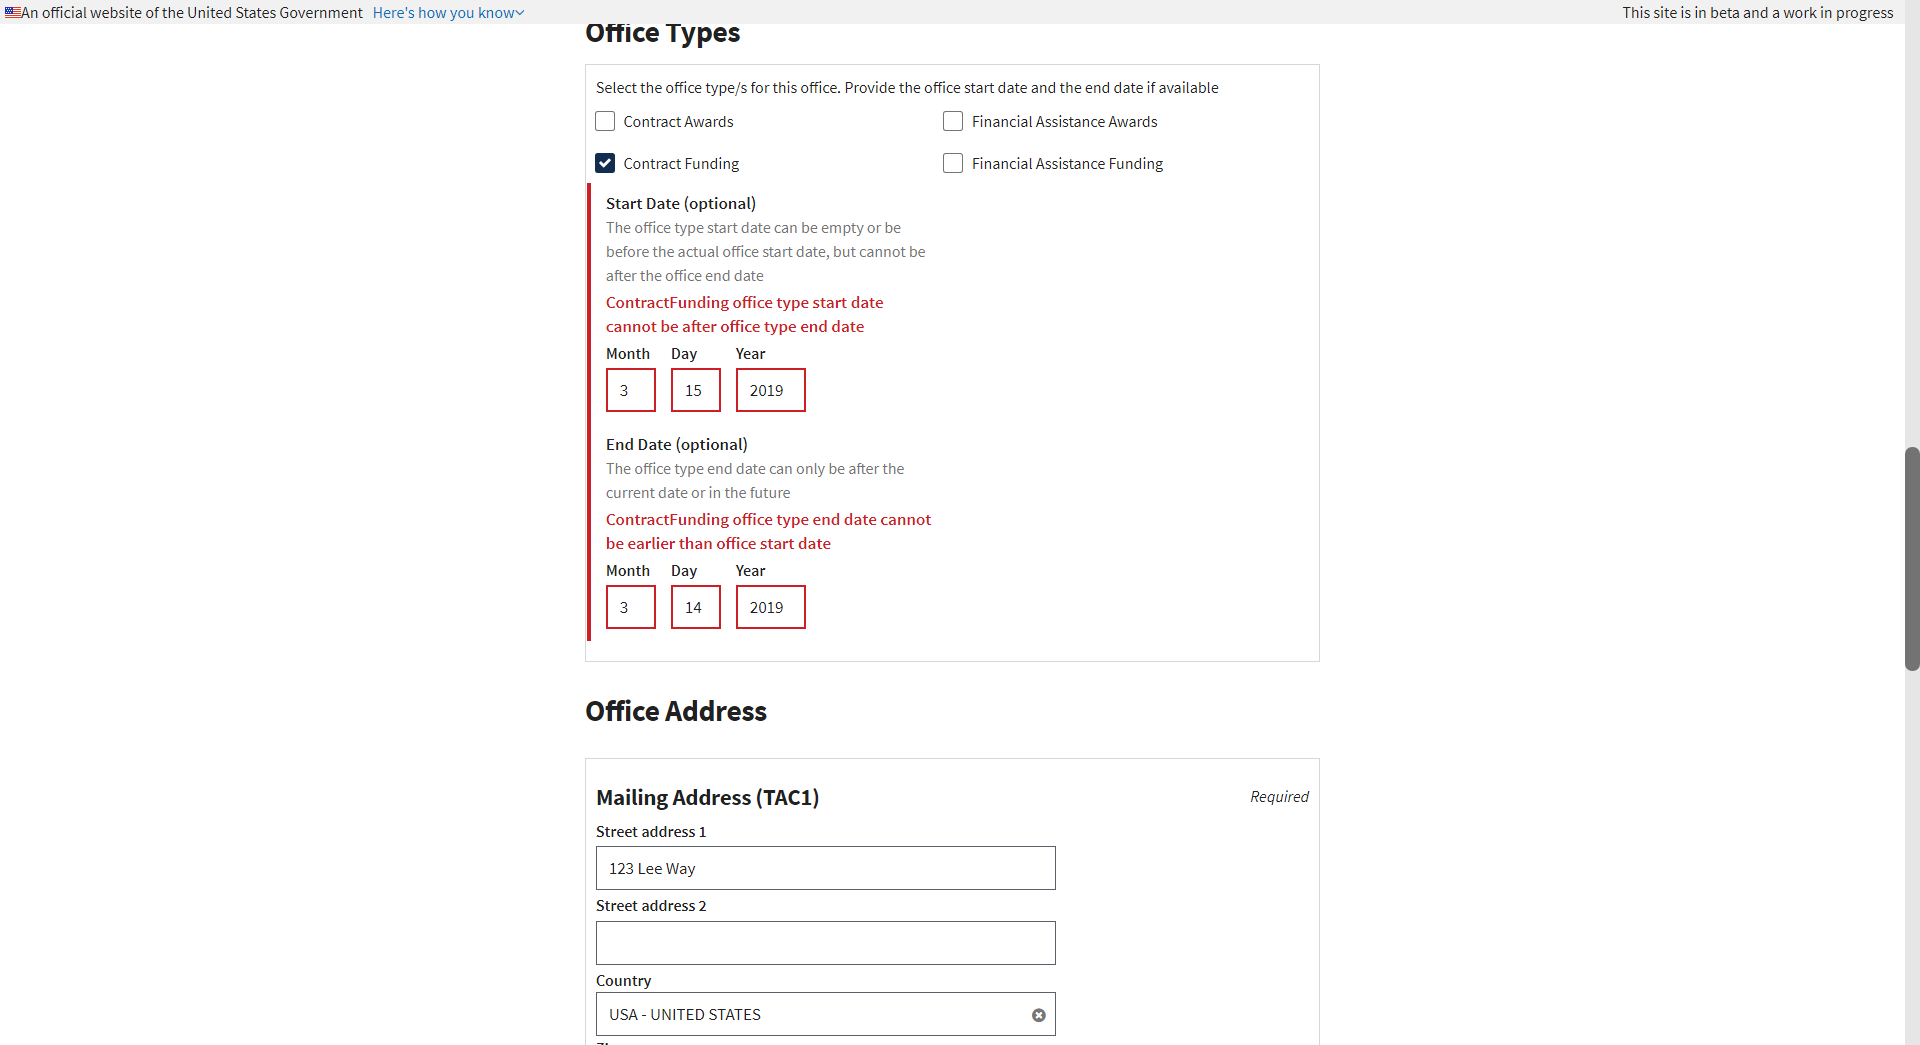 An official website of the United States Government Here's how you know
This site is in beta and a work in progress
Office Types
Select the office type/s for this office. Provide the office start date and the end date if available
Contract Awards
Financial Assistance Awards
Contract Funding
Financial Assistance Funding
Start Date (optional)
The office type start date can be empty or be
before the actual office start date, but cannot be
after the office end date
ContractFunding office type start date
cannot be after office type end date
Month Day Year
3 15 2019
End Date (optional)
The office type end date can only be after the
current date or in the future
ContractFunding office type end date cannot
be earlier than office start date
Month Day Year
3 14 2019
Office Address
Mailing Address (TAC1)
Required
Street address 1
123 Lee Way
Street address 2
Country
USA - UNITED STATES